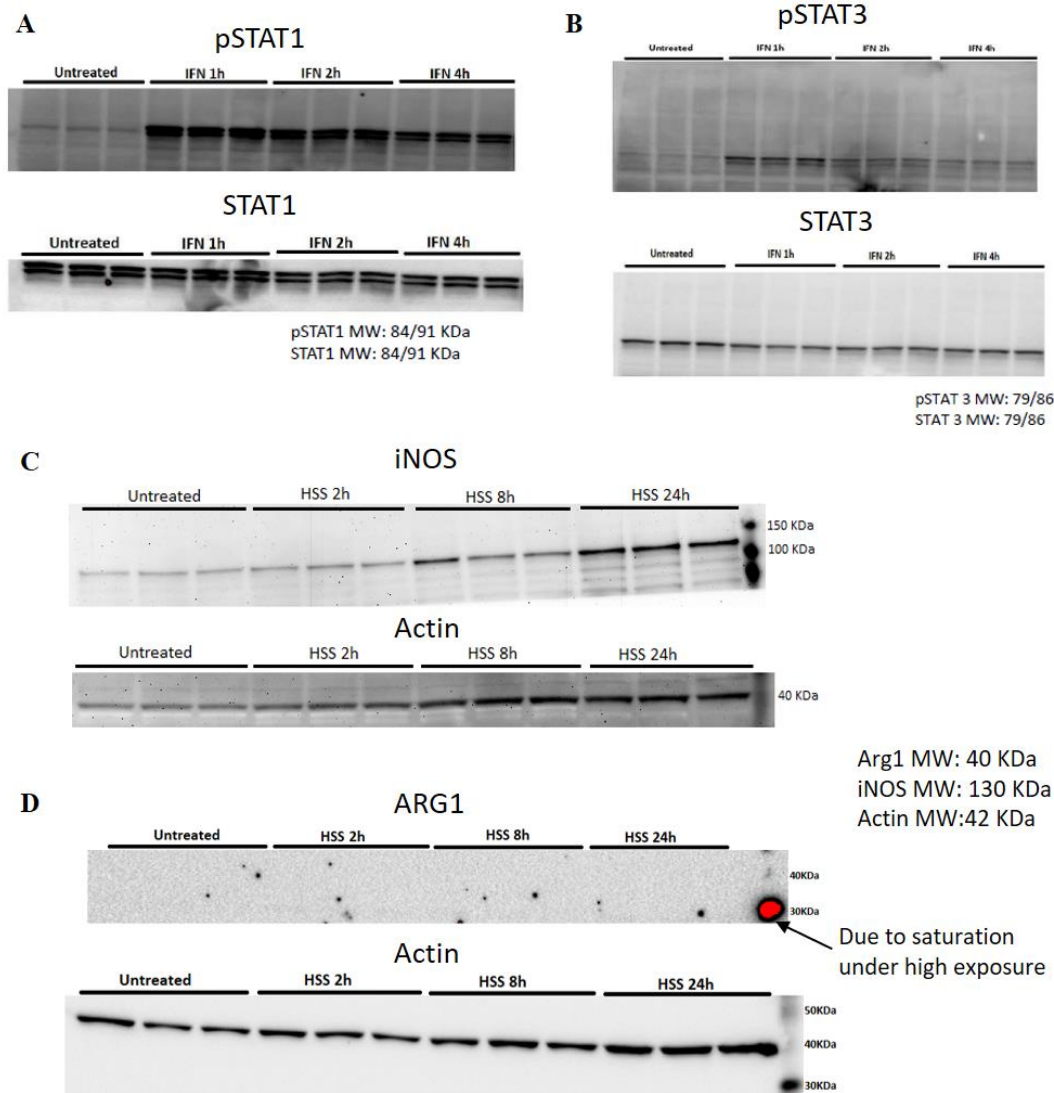 A
pSTAT1
Untreated IFN 1h IFN 2h IFN 4h
STAT1
Untreated IFN 1h IFN 2h IFN 4h
pSTAT1 MW: 84/91 KDa
STAT1 MW: 84/91 KDa
B
pSTAT3
Untreated IFN 1h IFN 2h IFN 4h
STAT3
Untreated IFN 1h IFN 2h IFN 4h
pSTAT 3 MW: 79/86
STAT 3 MW: 79/86
C
iNOS
Untreated HSS 2h HSS 8h HSS 24h
150 KDa
100 KDa
Actin
Untreated HSS 2h HSS 8h HSS 24h
40 KDa
Arg1 MW: 40 KDa
iNOS MW: 130 KDa
Actin MW:42 KDa
D
ARG1
Untreated HSS 2h HSS 8h HSS 24h
40KDa
30KDa
Due to saturation
under high exposure
Actin
Untreated HSS 2h HSS 8h HSS 24h
50KDa
40KDa
30KDa